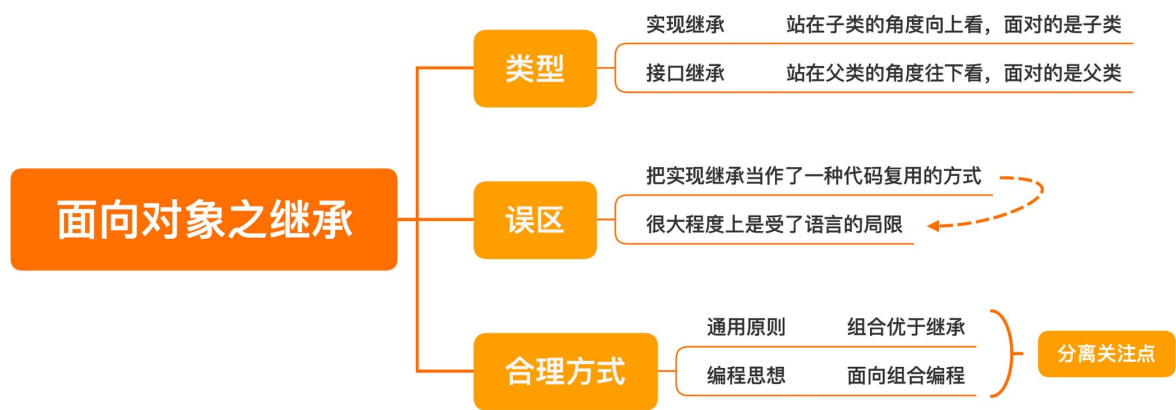 面向对象之继承
类型
实现继承 站在子类的角度向上看，面对的是子类
接口继承 站在父类的角度往下看，面对的是父类
误区
把实现继承当作了一种代码复用的方式
很大程度上是受了语言的局限
合理方式
通用原则 组合优于继承
编程思想 面向组合编程
分离关注点